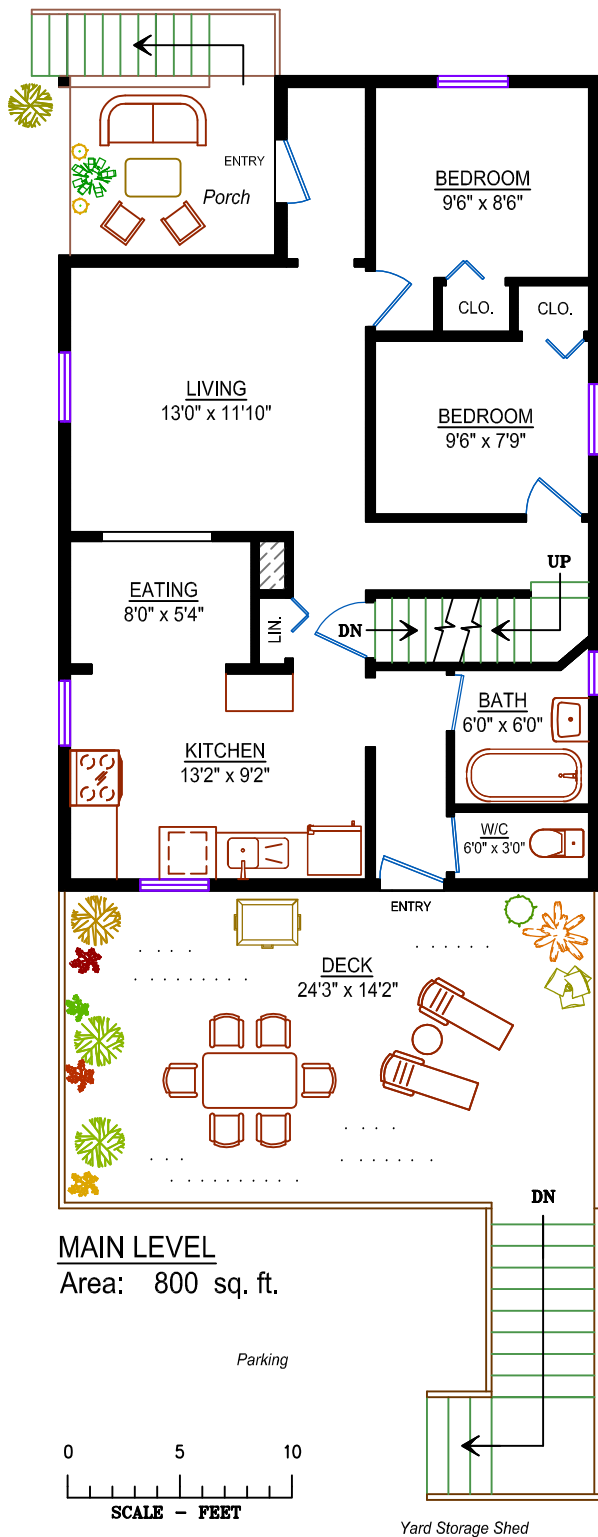 ENTRY
Porch
BEDROOM
9'6" x 8'6"
CLO.
CLO.
LIVING
13'0" x 11'10"
BEDROOM
9'6" x 7'9"
EATING
8'0" x 5'4"
UP
LIN.
DN
BATH
6'0" x 6'0"
KITCHEN
13'2" x 9'2"
W/C
6'0" x 3'0"
ENTRY
DECK
24'3" x 14'2"
DN
MAIN LEVEL
Area: 800 sq. ft.
Parking
0 5 10
SCALE - FEET
Yard Storage Shed